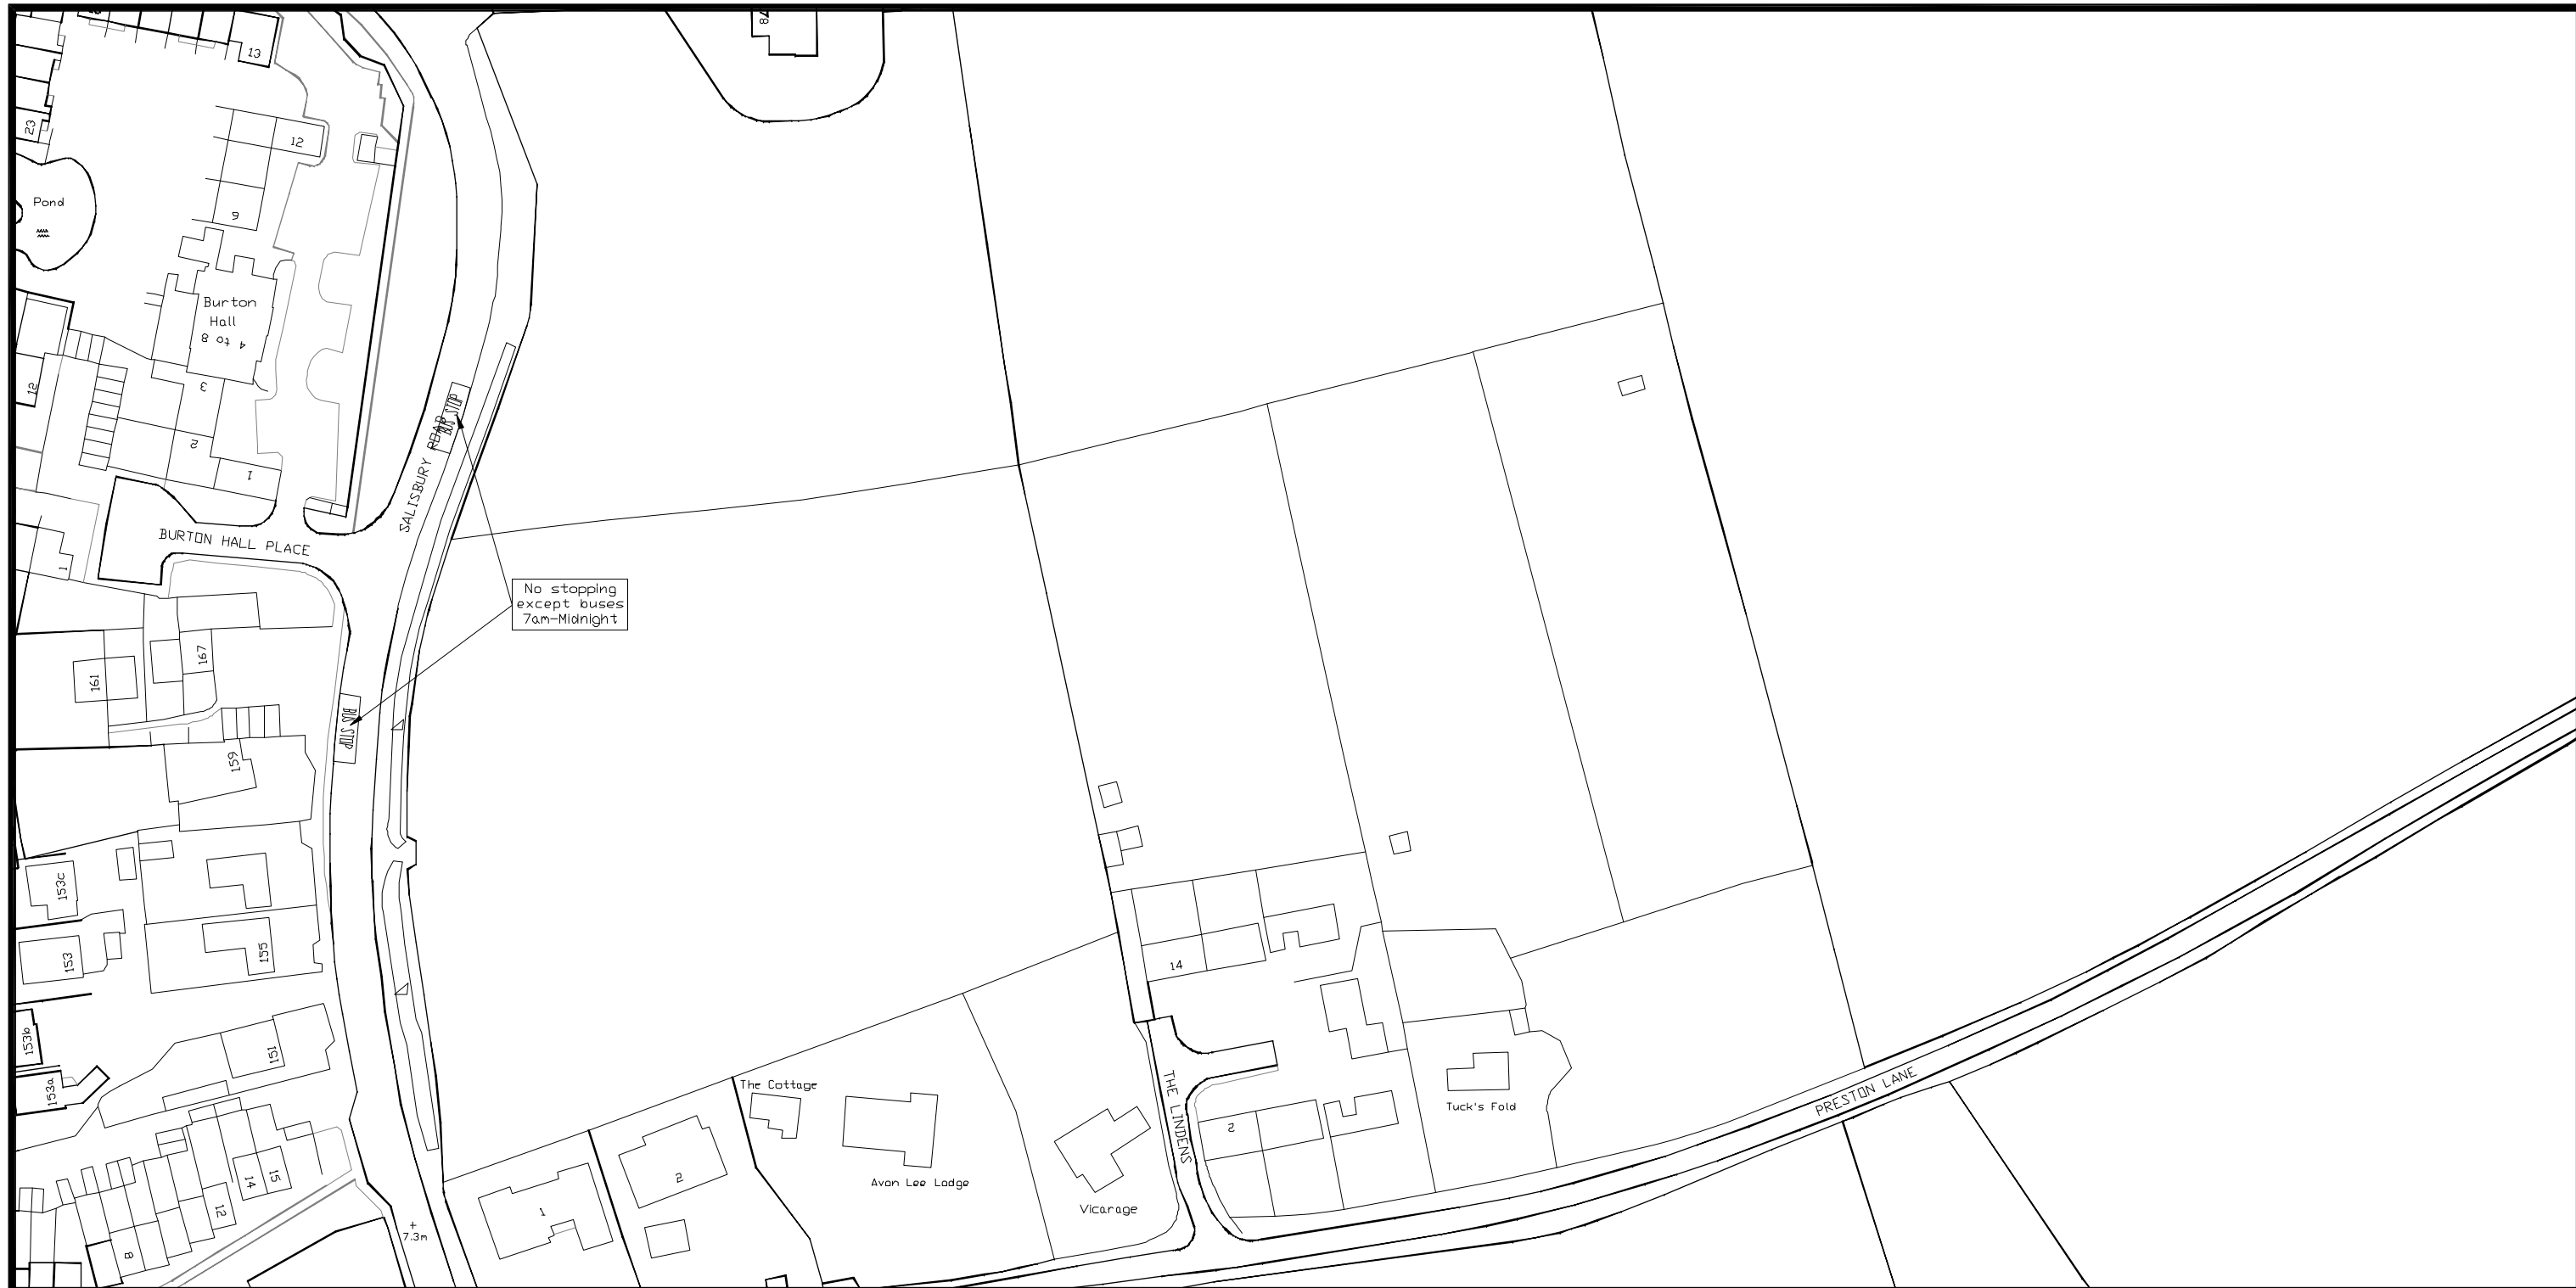 78
13
12
23
9
Pond
Burton
Hall
4 to 8
3
12
2
1
SALISBURY ROAD
BUS STOP
BURTON HALL PLACE
1
No stopping
except buses
7am-Midnight
167
161
BUS STOP
159
153c
155
153
14
153b
151
153a
THE LINDENS
The Cottage
Tuck's Fold
PRESTON LANE
2
2
Avon Lee Lodge
Vicarage
14
15
12
1
8
+
7.3m